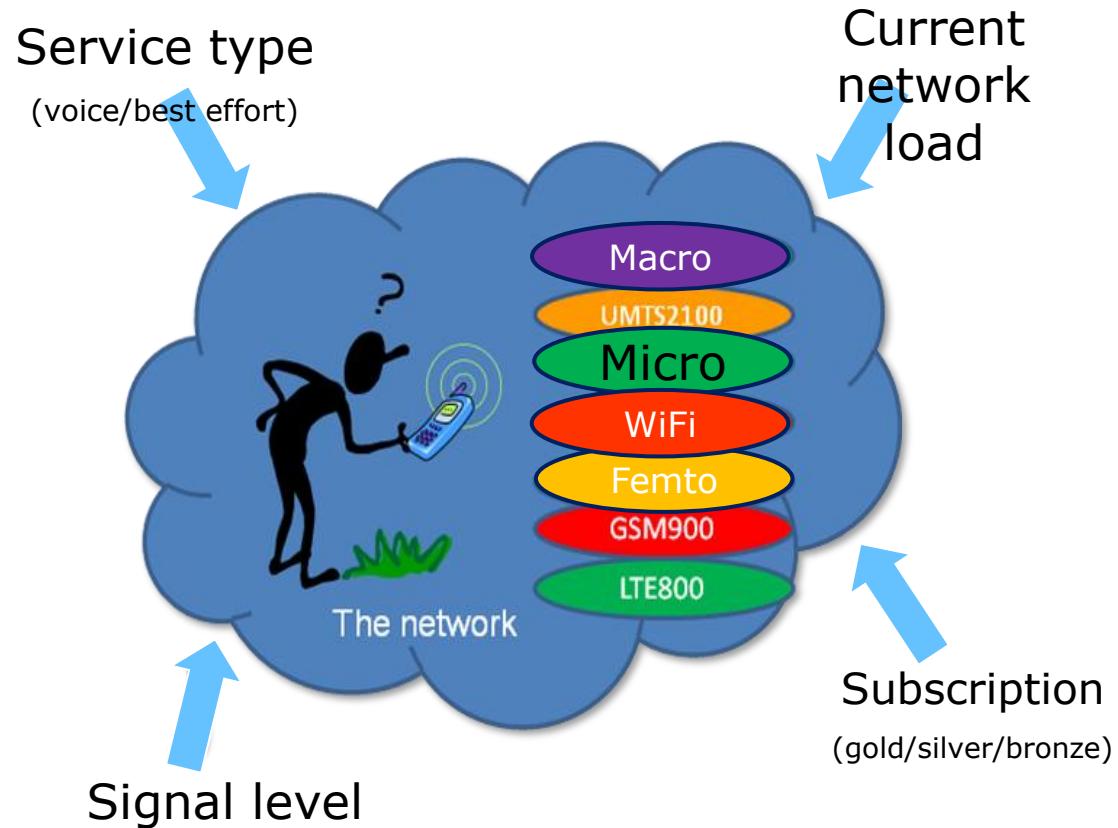 Service type
(voice/best effort)
Current
network
load
Macro
UMTS2100
Micro
WiFi
Femto
GSM900
LTE800
The network
?
Subscription
(gold/silver/bronze)
Signal level